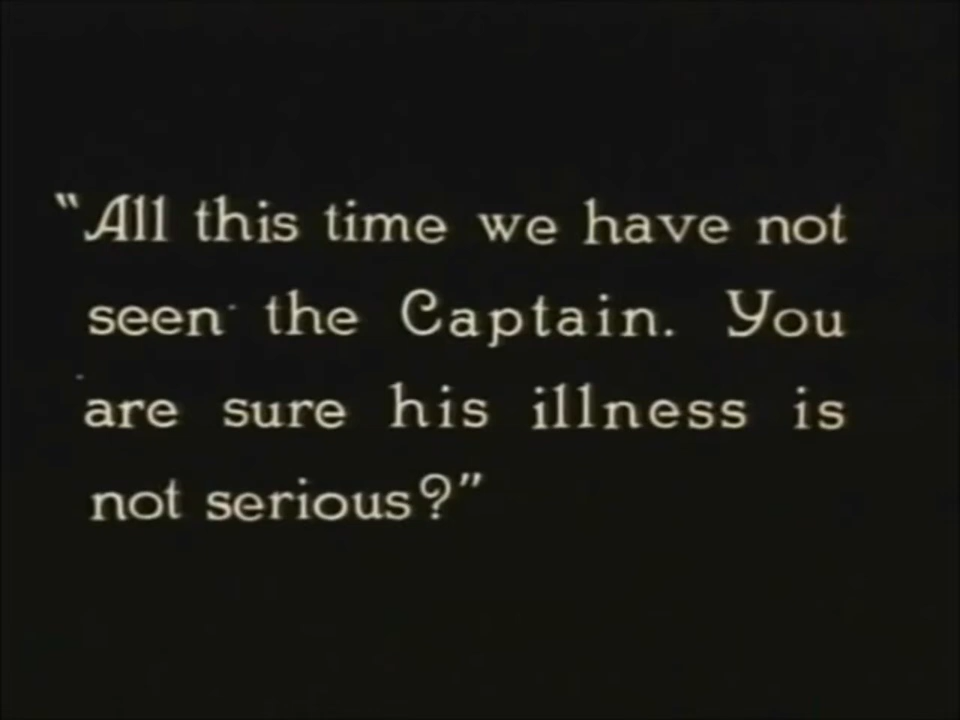 "All this time we have not
seen the Captain. You
are sure his illness is
not serious?"